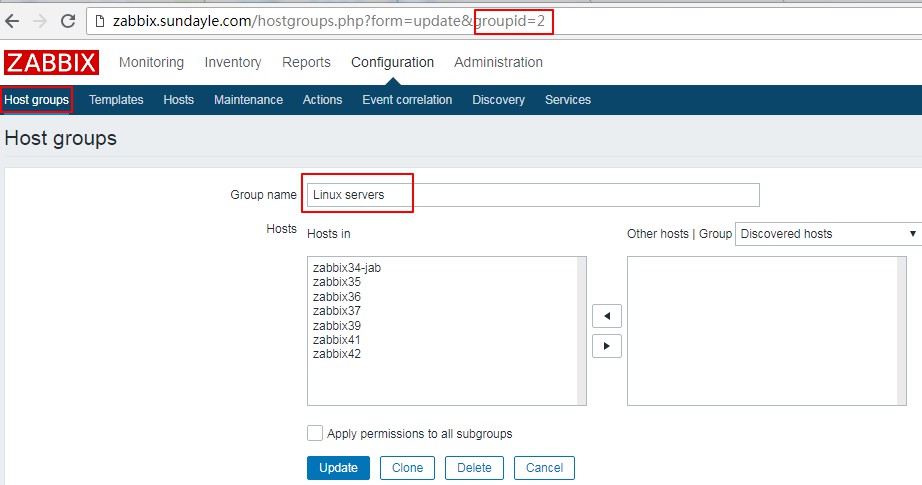 zabbix.sundayle.com/hostgroups.php?form=update&groupid=2
ZABBIX Monitoring Inventory Reports Configuration Administration
Host groups Templates Hosts Maintenance Actions Event correlation Discovery Services
Host groups
Group name Linux servers
Hosts Hosts in Other hosts | Group Discovered hosts
zabbix34-jab
zabbix35
zabbix36
zabbix37
zabbix39
zabbix41
zabbix42
Apply permissions to all subgroups
Update Clone Delete Cancel